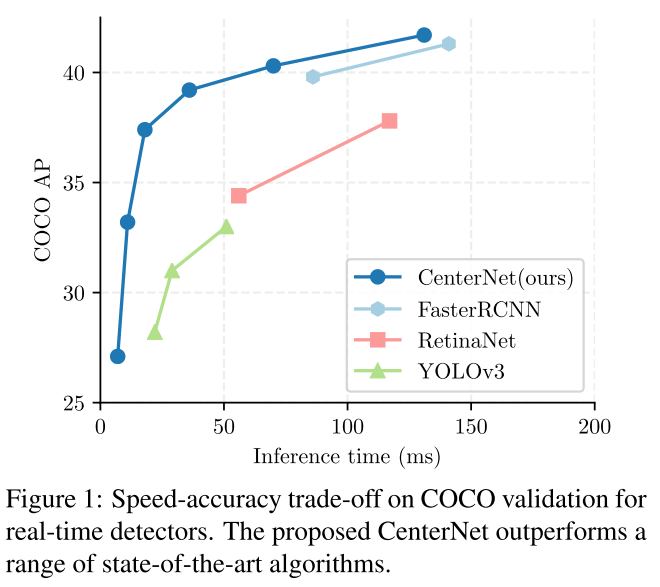 40
35
30
25
COCO AP
0 50 100 150 200
Inference time (ms)
CenterNet(ours)
FasterRCNN
RetinaNet
YOLOv3
Figure 1: Speed-accuracy trade-off on COCO validation for
real-time detectors. The proposed CenterNet outperforms a
range of state-of-the-art algorithms.